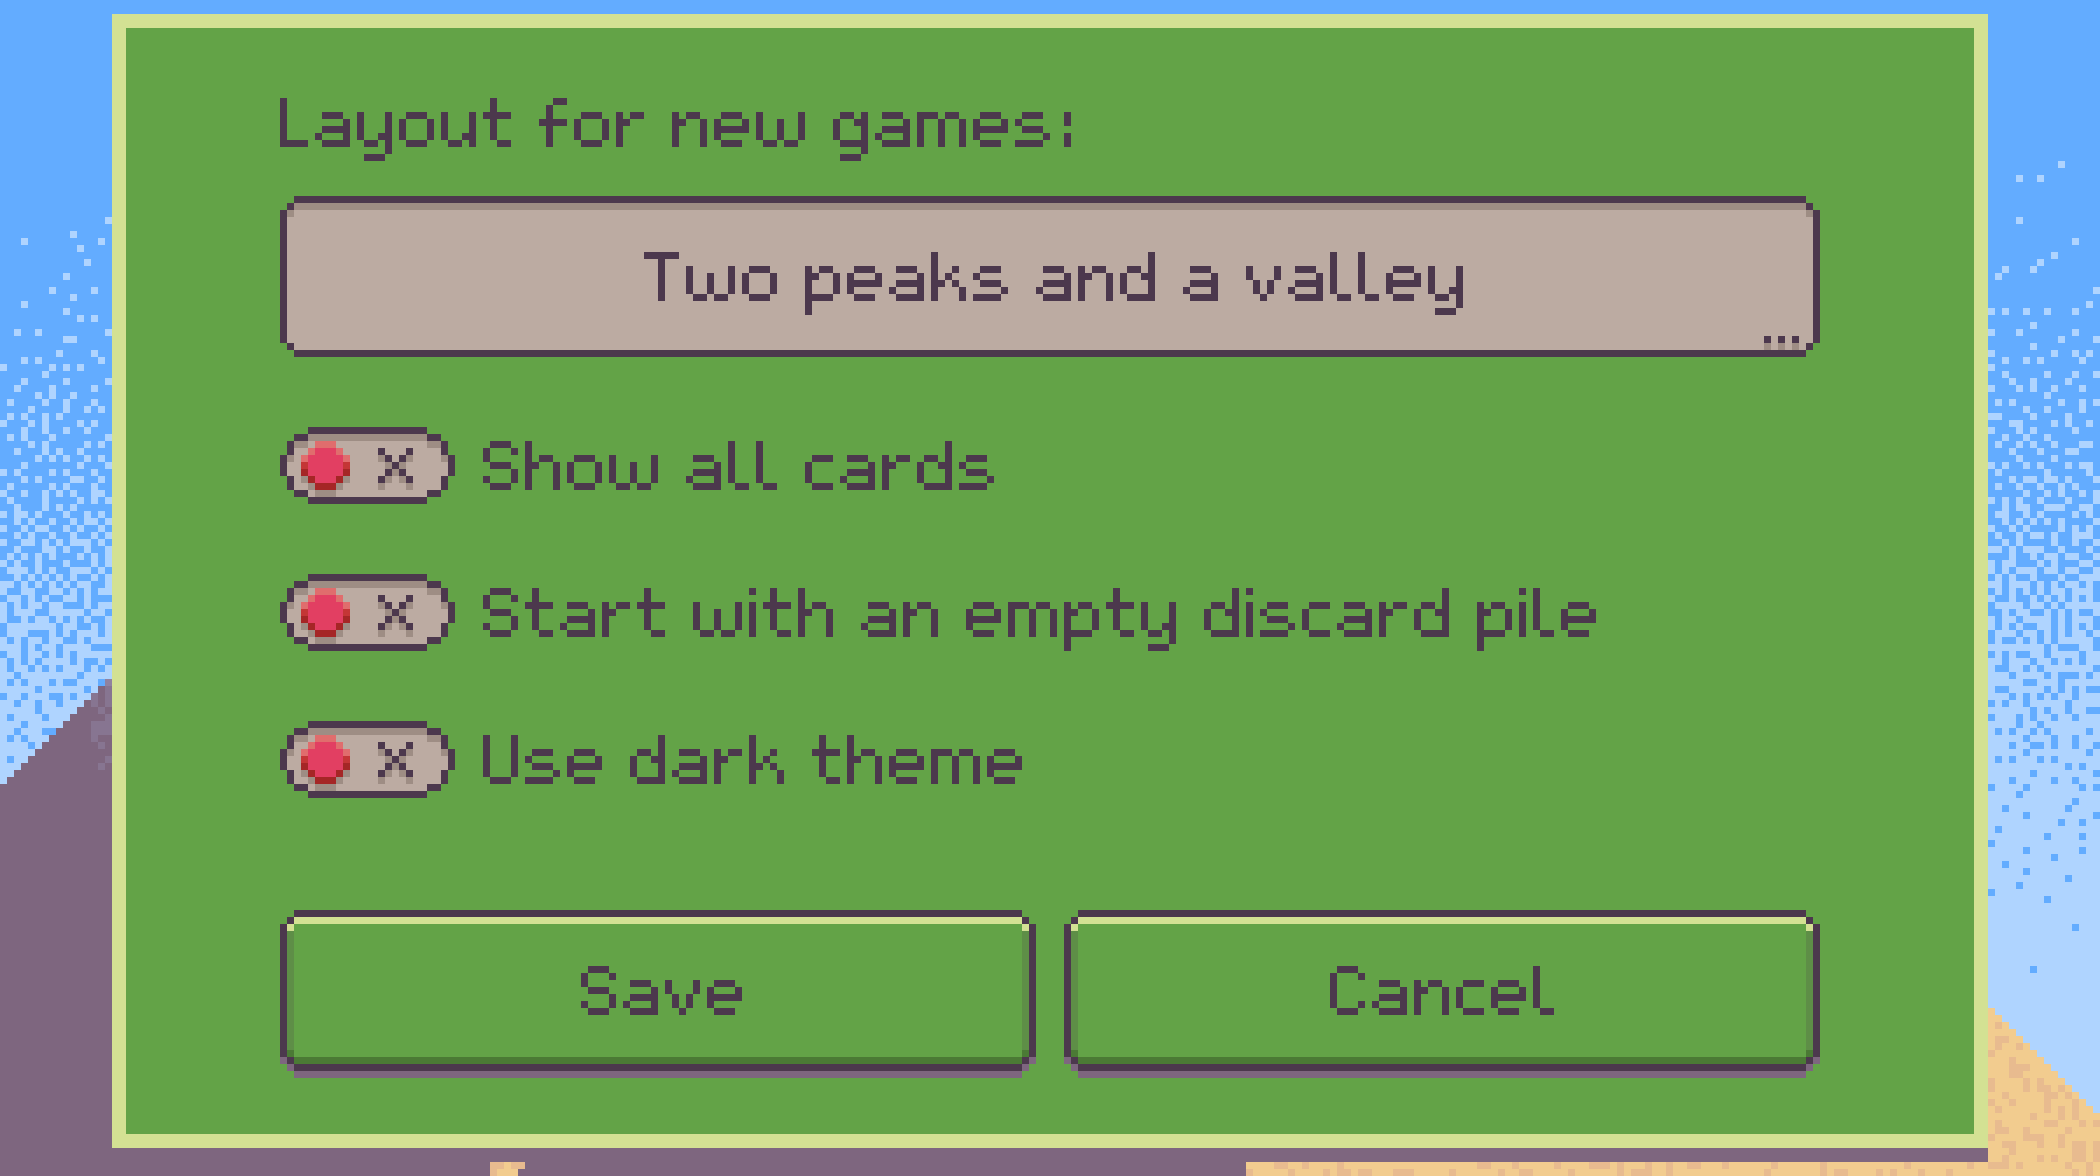 Layout for new games:
Two peaks and a valley
...
X Show all cards
X Start with an empty discard pile
X Use dark theme
Save
Cancel